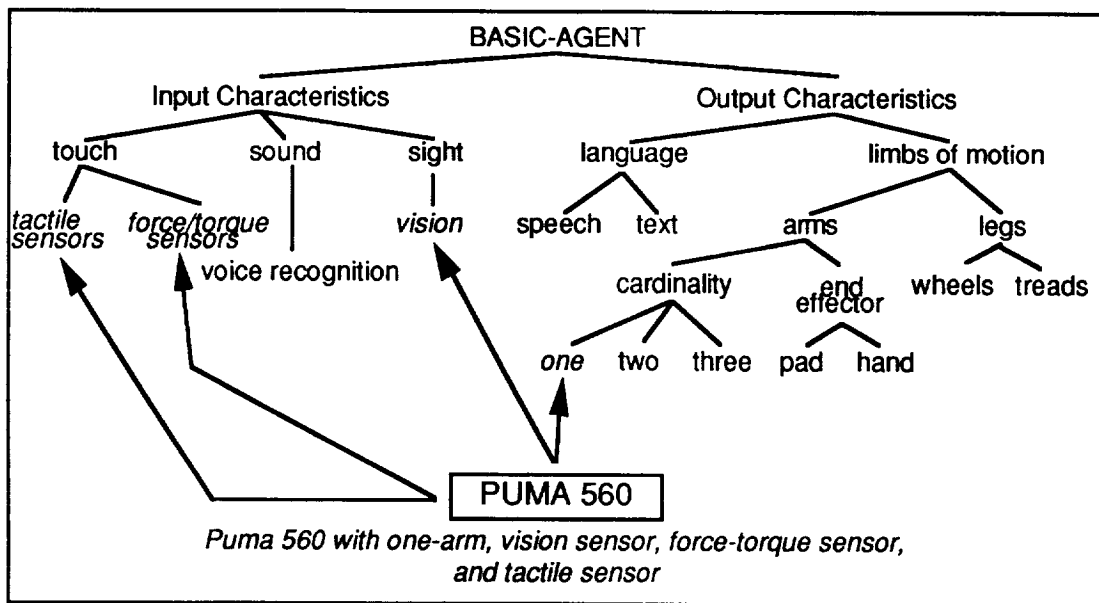 BASIC-AGENT
Input Characteristics
Output Characteristics
touch
sound
sight
language
limbs of motion
tactile
sensors
force/torque
sensors
vision
speech
text
arms
legs
voice recognition
cardinality
end
effector
wheels
treads
one
two
three
pad
hand
PUMA 560
Puma 560 with one-arm, vision sensor, force-torque sensor,
and tactile sensor